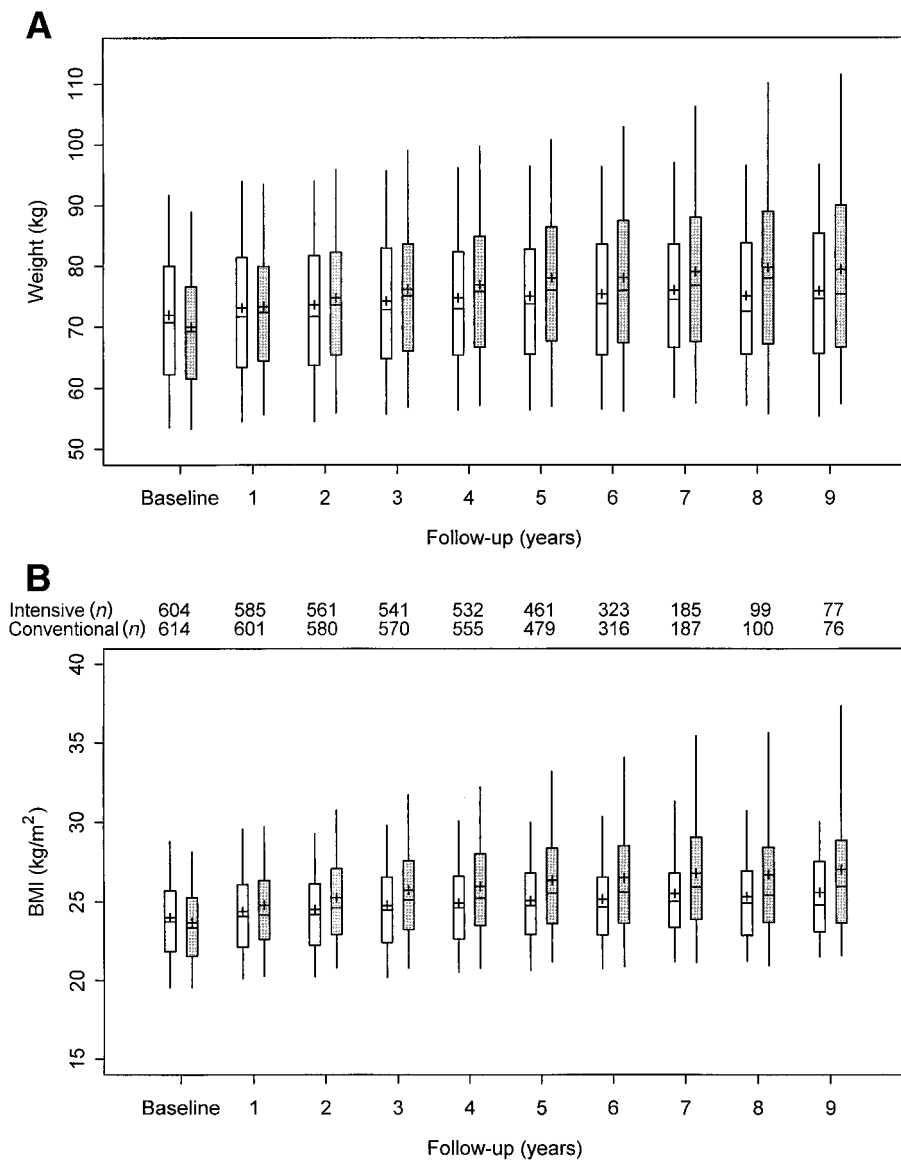 A
Weight (kg)
110
100
90
80
70
60
50
Baseline 1 2 3 4 5 6 7 8 9
Follow-up (years)
B
Intensive (n) 604 585 561 541 532 461 323 185 99 77
Conventional (n) 614 601 580 570 555 479 316 187 100 76
BMI (kg/m²)
40
35
30
25
20
15
Baseline 1 2 3 4 5 6 7 8 9
Follow-up (years)